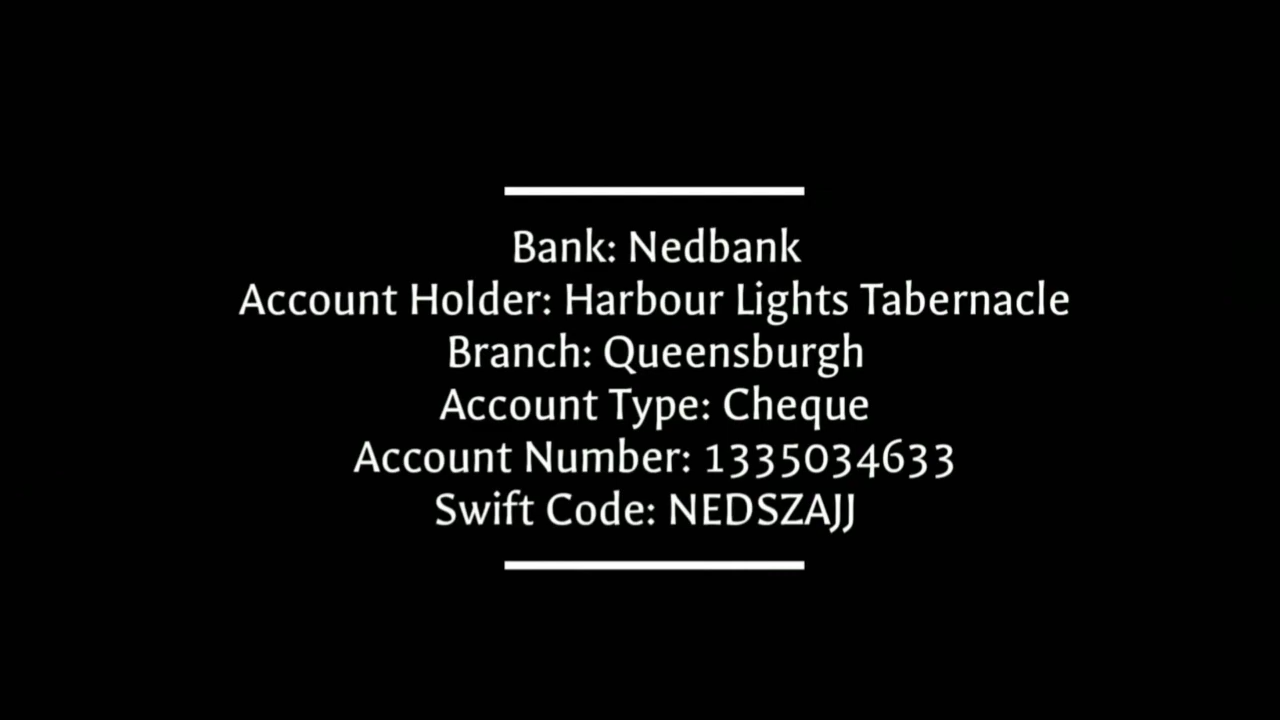 Bank: Nedbank
Account Holder: Harbour Lights Tabernacle
Branch: Queensburgh
Account Type: Cheque
Account Number: 1335034633
Swift Code: NEDSZAJJ